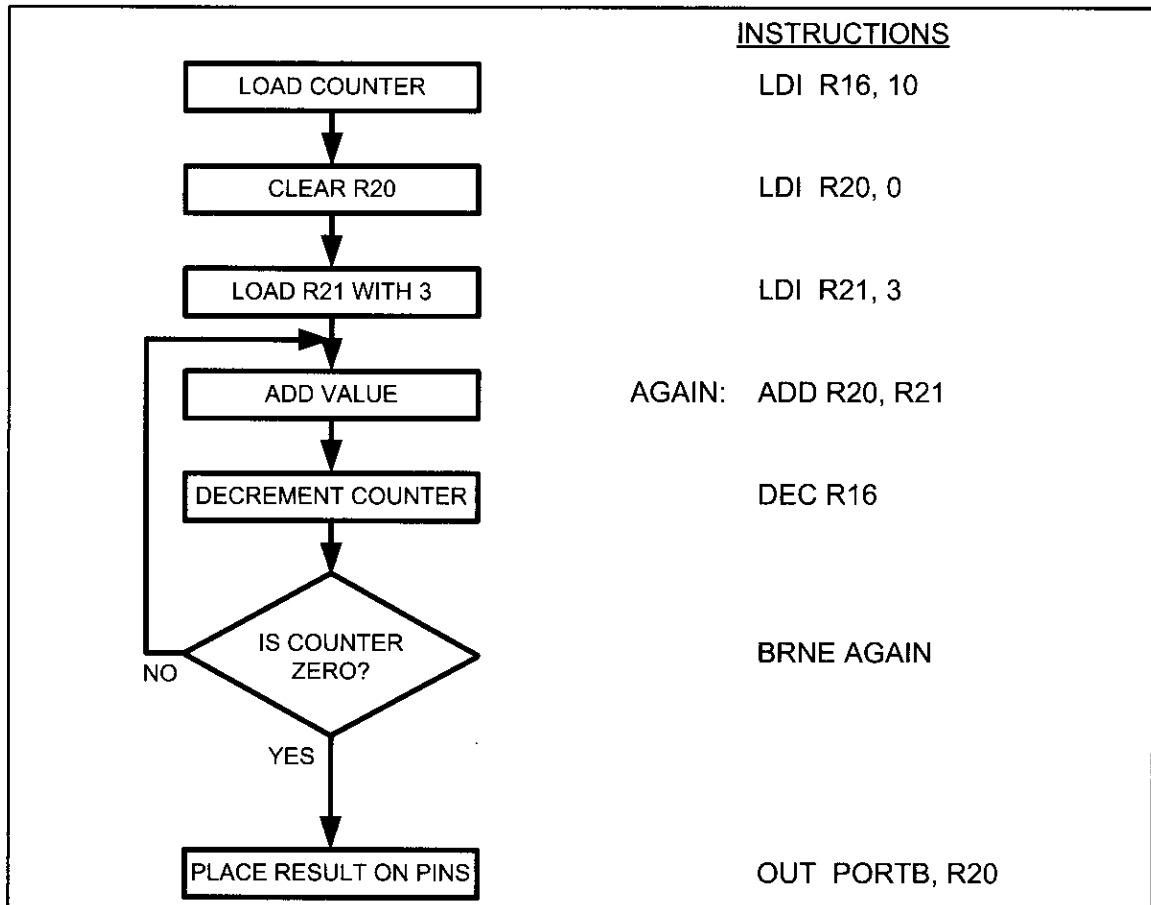 INSTRUCTIONS
LOAD COUNTER
LDI R16, 10
CLEAR R20
LDI R20, 0
LOAD R21 WITH 3
LDI R21, 3
ADD VALUE
AGAIN: ADD R20, R21
DECREMENT COUNTER
DEC R16
IS COUNTER
ZERO?
BRNE AGAIN
NO
YES
PLACE RESULT ON PINS
OUT PORTB, R20